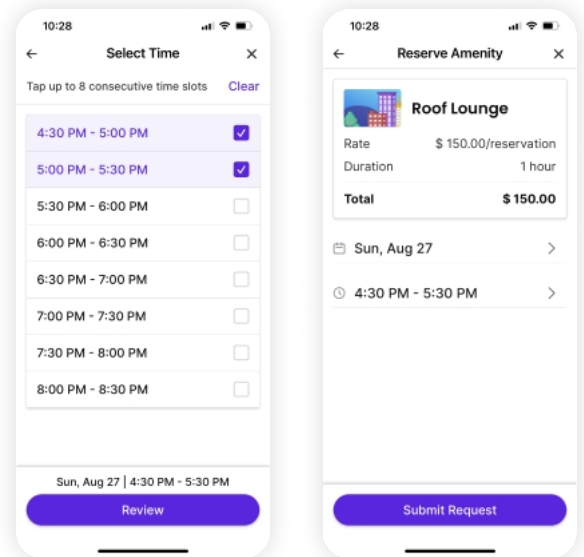 10:28
Select Time
Tap up to 8 consecutive time slots Clear
4:30 PM - 5:00 PM
5:00 PM - 5:30 PM
5:30 PM - 6:00 PM
6:00 PM - 6:30 PM
6:30 PM - 7:00 PM
7:00 PM - 7:30 PM
7:30 PM - 8:00 PM
8:00 PM - 8:30 PM
Sun, Aug 27 | 4:30 PM - 5:30 PM
Review
10:28
Reserve Amenity
Roof Lounge
Rate $ 150.00/reservation
Duration 1 hour
Total $ 150.00
Sun, Aug 27
4:30 PM - 5:30 PM
Submit Request